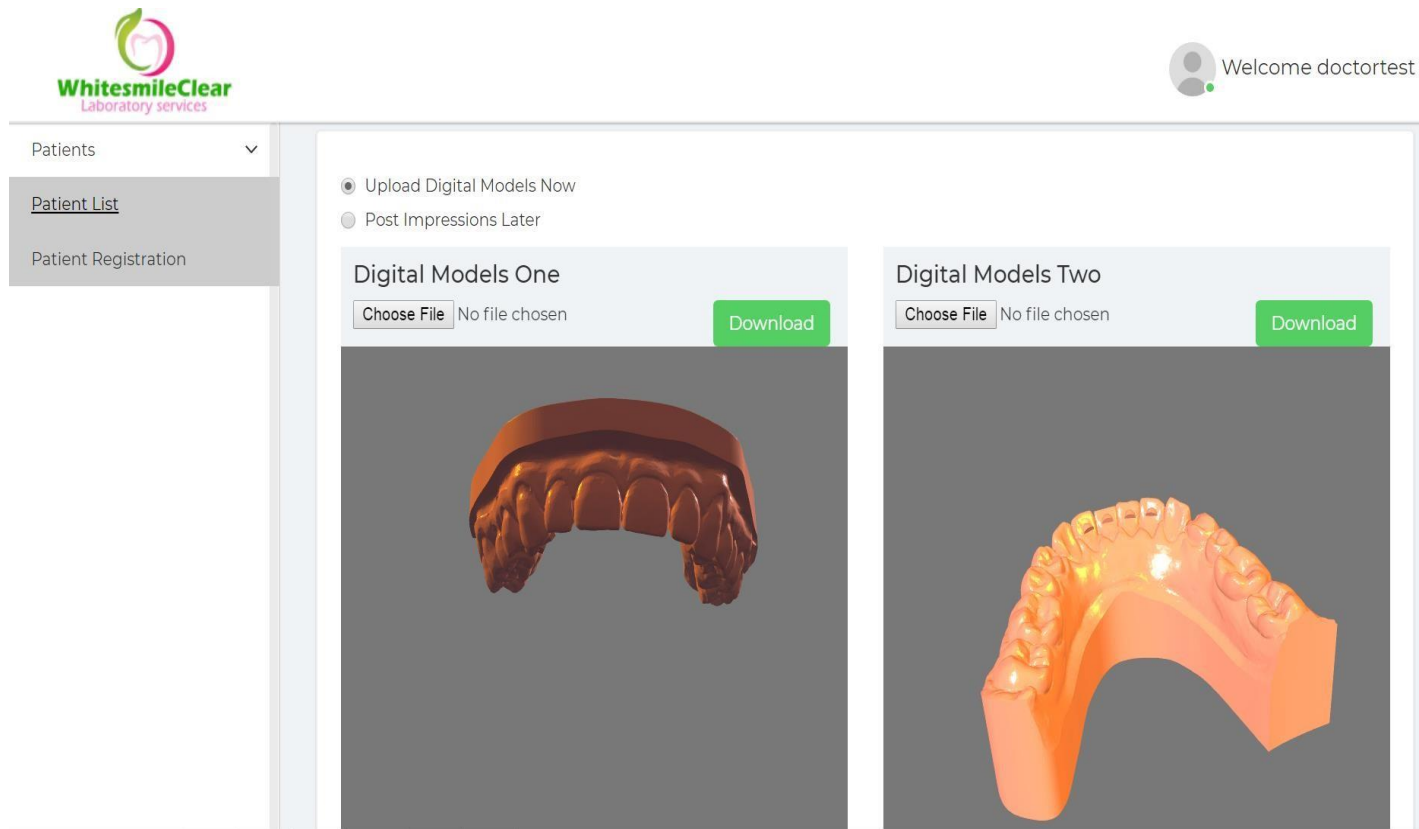 WhitesmileClear
Laboratory services
Welcome doctortest
Patients
Patient List
Patient Registration
Upload Digital Models Now
Post Impressions Later
Digital Models One
Choose File No file chosen
Download
Digital Models Two
Choose File No file chosen
Download